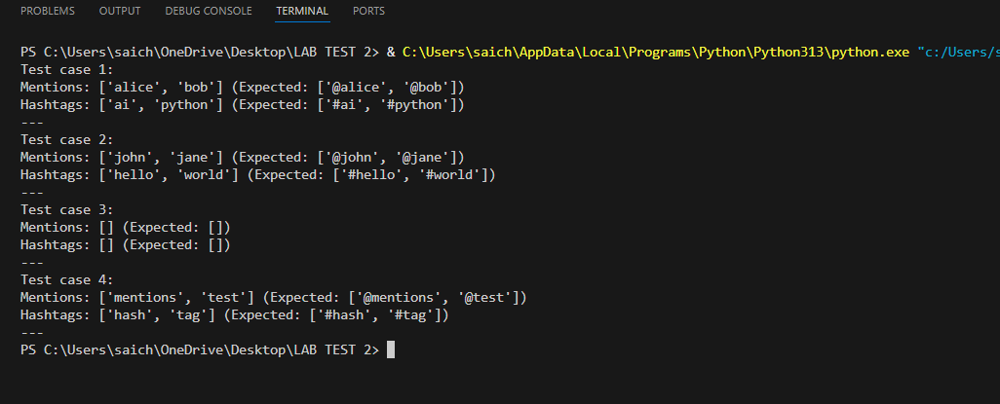 PROBLEMS OUTPUT DEBUG CONSOLE TERMINAL PORTS
PS C:\Users\saich\OneDrive\Desktop\LAB TEST 2> & C:\Users\saich\AppData\Local\Programs\Python\Python313\python.exe "c:/Users/s
Test case 1:
Mentions: ['alice', 'bob'] (Expected: ['@alice', '@bob'])
Hashtags: ['ai', 'python'] (Expected: ['#ai', '#python'])
---
Test case 2:
Mentions: ['john', 'jane'] (Expected: ['@john', '@jane'])
Hashtags: ['hello', 'world'] (Expected: ['#hello', '#world'])
---
Test case 3:
Mentions: [] (Expected: [])
Hashtags: [] (Expected: [])
---
Test case 4:
Mentions: ['mentions', 'test'] (Expected: ['@mentions', '@test'])
Hashtags: ['hash', 'tag'] (Expected: ['#hash', '#tag'])
---
PS C:\Users\saich\OneDrive\Desktop\LAB TEST 2>